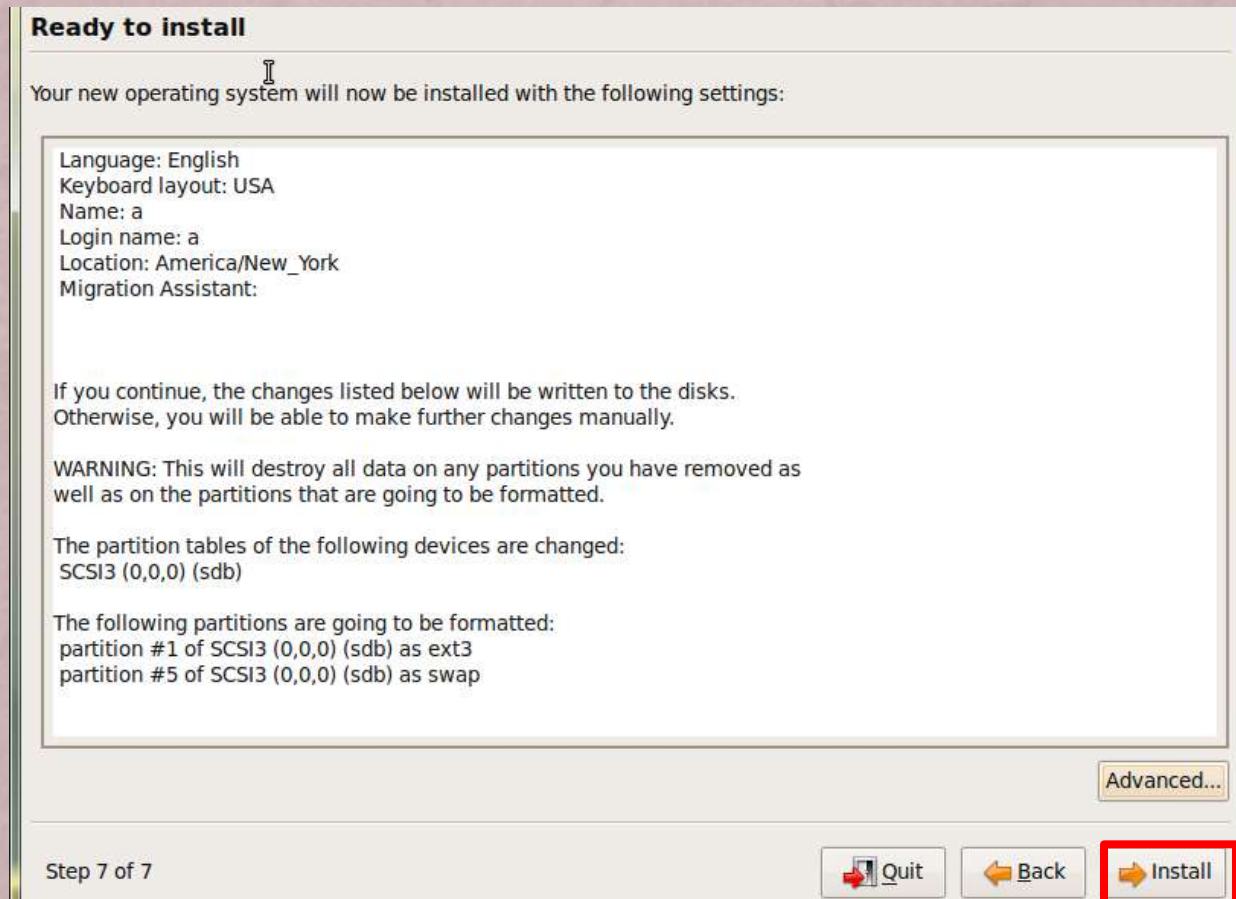 Ready to install
Your new operating system will now be installed with the following settings:
Language: English
Keyboard layout: USA
Name: a
Login name: a
Location: America/New_York
Migration Assistant:
If you continue, the changes listed below will be written to the disks.
Otherwise, you will be able to make further changes manually.
WARNING: This will destroy all data on any partitions you have removed as
well as on the partitions that are going to be formatted.
The partition tables of the following devices are changed:
SCSI3 (0,0,0) (sdb)
The following partitions are going to be formatted:
partition #1 of SCSI3 (0,0,0) (sdb) as ext3
partition #5 of SCSI3 (0,0,0) (sdb) as swap
Advanced...
Step 7 of 7 Quit Back Install